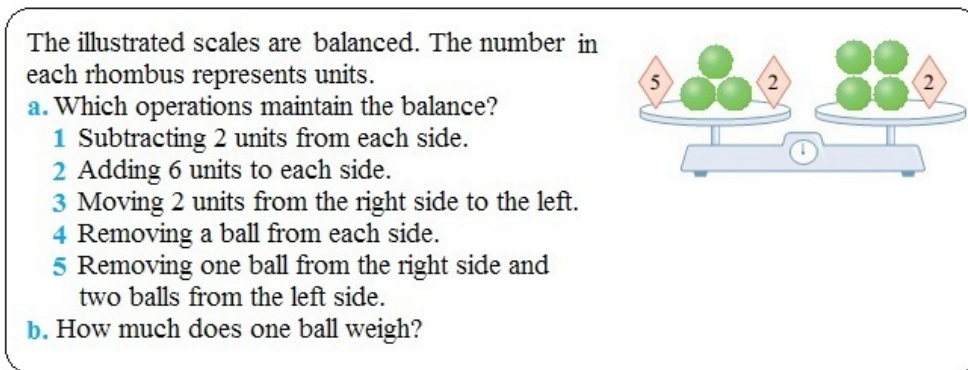 The illustrated scales are balanced. The number in
each rhombus represents units.
a. Which operations maintain the balance?
1 Subtracting 2 units from each side.
2 Adding 6 units to each side.
3 Moving 2 units from the right side to the left.
4 Removing a ball from each side.
5 Removing one ball from the right side and
two balls from the left side.
b. How much does one ball weigh?
5 2 2